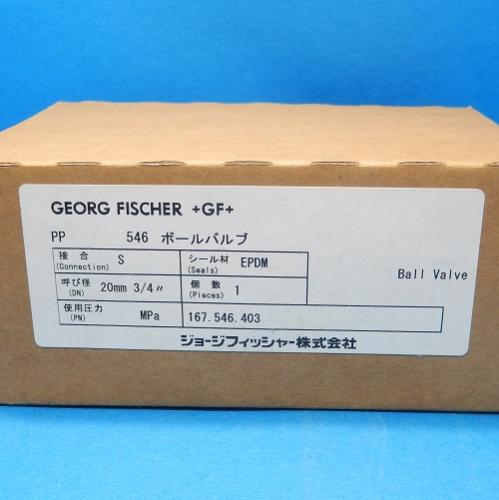 GEORG FISCHER +GF+
PP 546 ボールバルブ
接 合 (Connection) S シール材 (Seals) EPDM
Ball Valve
呼び径 (DN) 20mm 3/4" 個 数 (Pieces) 1
使用圧力 (PN) MPa 167.546.403
ジョージフィッシャー株式会社